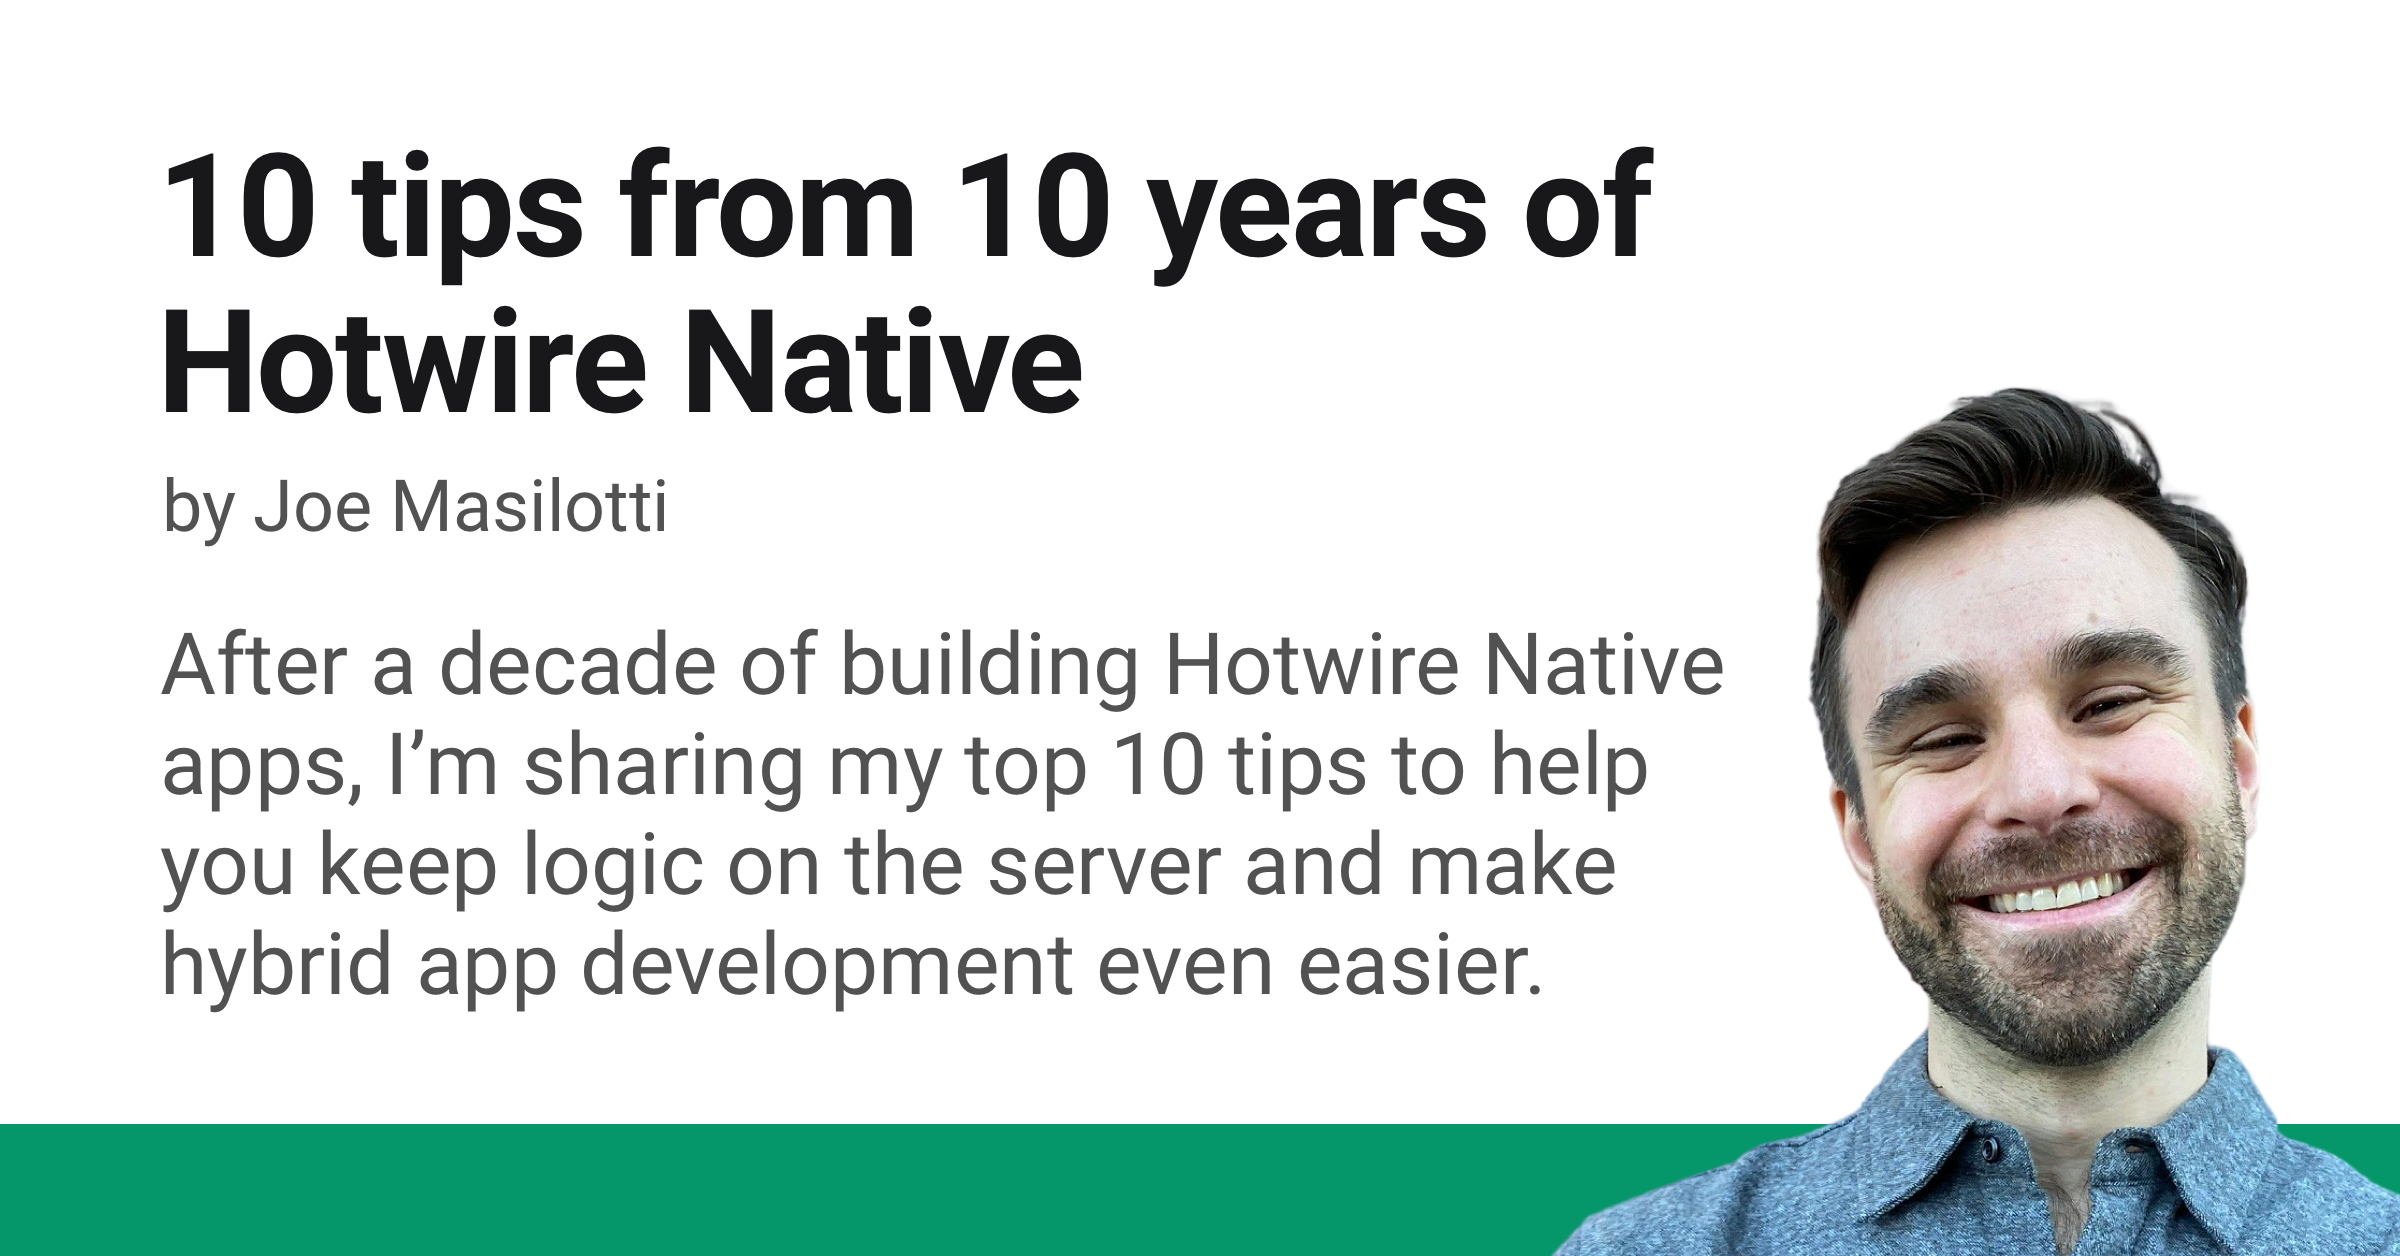 10 tips from 10 years of
Hotwire Native
by Joe Masilotti
After a decade of building Hotwire Native
apps, I’m sharing my top 10 tips to help
you keep logic on the server and make
hybrid app development even easier.